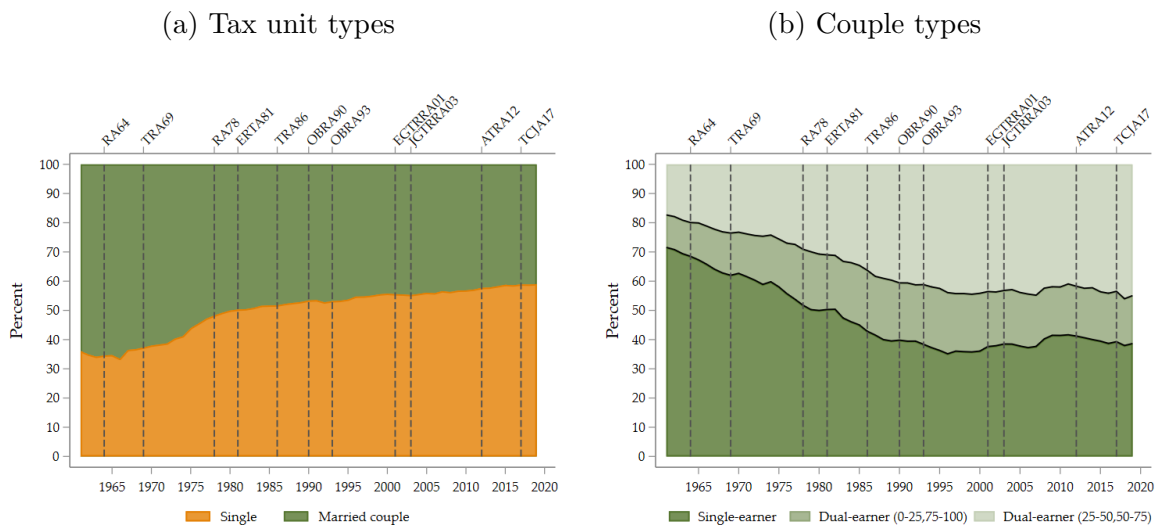 (a) Tax unit types
RA64 TRA69 RA78 ERTA81 TRA86 OBRA90 OBRA93 EGTRRA01 JGTRRA03 ATRA12 TCJA17
Percent
100
90
80
70
60
50
40
30
20
10
0
1965 1970 1975 1980 1985 1990 1995 2000 2005 2010 2015 2020
Single Married couple
(b) Couple types
RA64 TRA69 RA78 ERTA81 TRA86 OBRA90 OBRA93 EGTRRA01 JGTRRA03 ATRA12 TCJA17
Percent
100
90
80
70
60
50
40
30
20
10
0
1965 1970 1975 1980 1985 1990 1995 2000 2005 2010 2015 2020
Single-earner Dual-earner (0-25,75-100) Dual-earner (25-50,50-75)